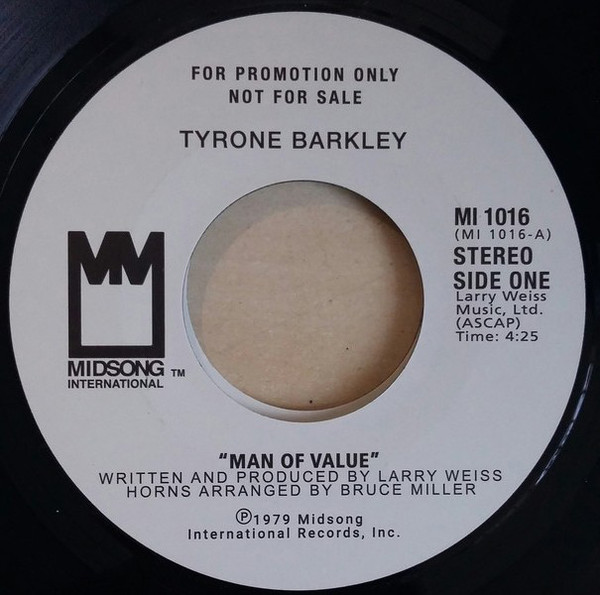 FOR PROMOTION ONLY
NOT FOR SALE
TYRONE BARKLEY
MM
MIDSONG TM
INTERNATIONAL
MI 1016
(MI 1016-A)
STEREO
SIDE ONE
Larry Weiss
Music, Ltd.
(ASCAP)
Time: 4:25
"MAN OF VALUE"
WRITTEN AND PRODUCED BY LARRY WEISS
HORNS ARRANGED BY BRUCE MILLER
Ⓟ1979 Midsong
International Records, Inc.